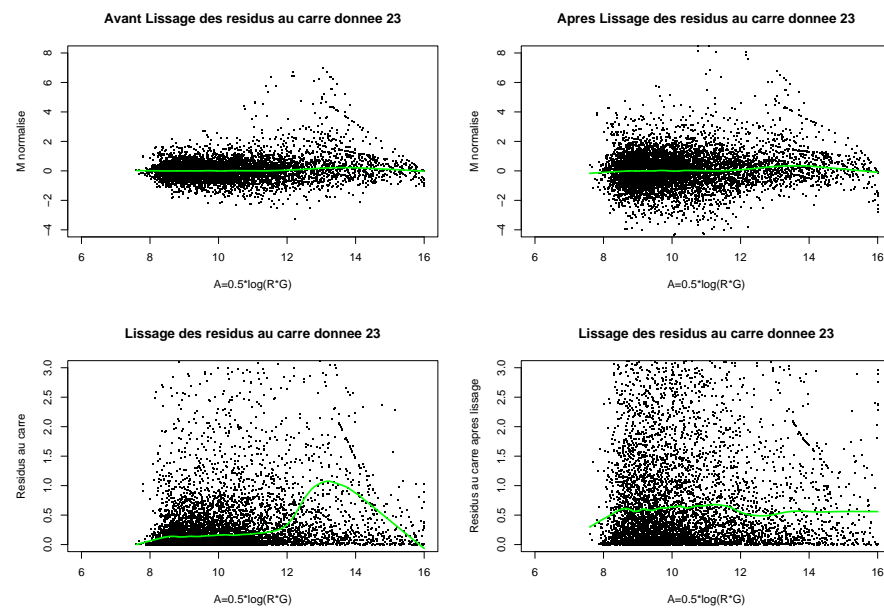 Avant Lissage des residus au carre donnee 23
M normalise
8
6
4
2
0
−2
−4
6 8 10 12 14 16
A=0.5*log(R*G)
Apres Lissage des residus au carre donnee 23
M normalise
8
6
4
2
0
−2
−4
6 8 10 12 14 16
A=0.5*log(R*G)
Lissage des residus au carre donnee 23
Residus au carre
3.0
2.5
2.0
1.5
1.0
0.5
0.0
6 8 10 12 14 16
A=0.5*log(R*G)
Lissage des residus au carre donnee 23
Residus au carre apres lissage
3.0
2.5
2.0
1.5
1.0
0.5
0.0
6 8 10 12 14 16
A=0.5*log(R*G)